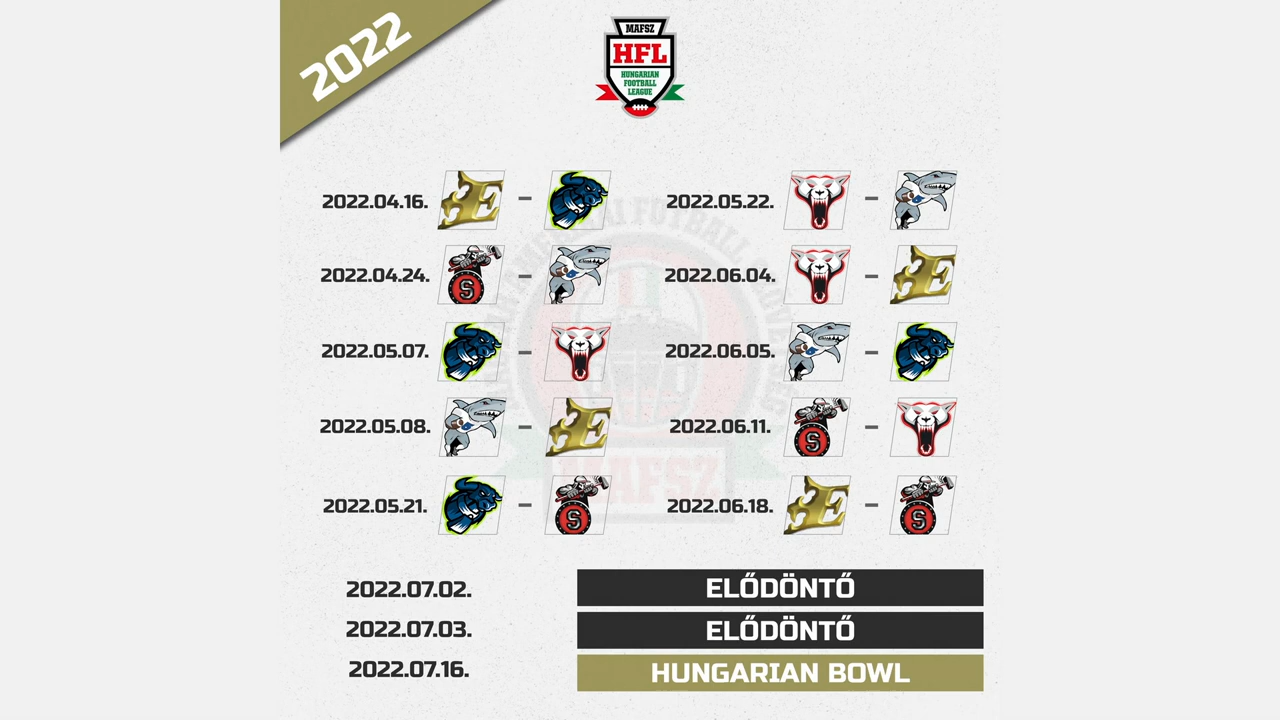 2022
MAFSZ
HFL
HUNGARIAN
FOOTBALL
LEAGUE
2022.04.16. Æ –
2022.05.22. –
2022.04.24. S –
2022.06.04. – Æ
2022.05.07. –
2022.06.05. –
2022.05.08. – Æ
2022.06.11. S –
2022.05.21. – S
2022.06.18. Æ – S
MAFSZ
2022.07.02. ELŐDÖNTŐ
2022.07.03. ELŐDÖNTŐ
2022.07.16. HUNGARIAN BOWL